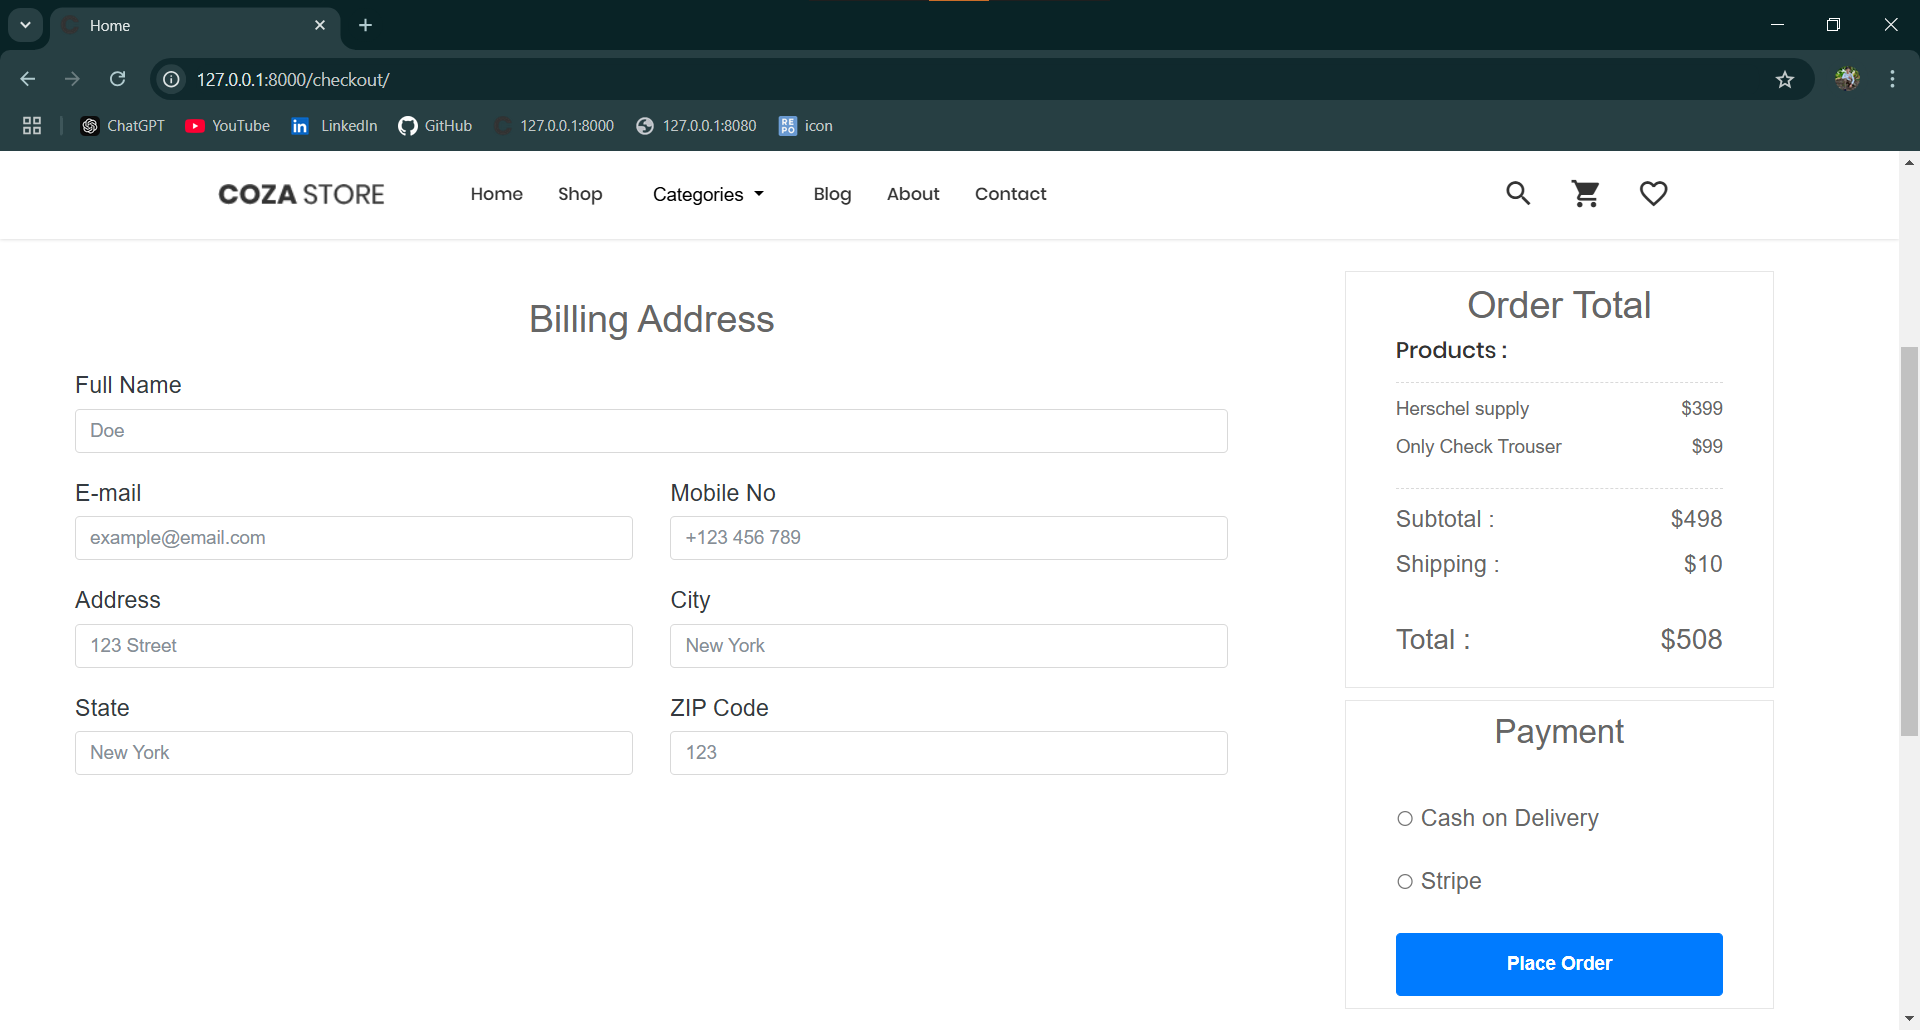 Home
127.0.0.1:8000/checkout/
ChatGPT YouTube in LinkedIn GitHub 127.0.0.1:8000 127.0.0.1:8080 RE PO icon
COZA STORE Home Shop Categories Blog About Contact
Billing Address
Full Name
Doe
E-mail Mobile No
example@email.com +123 456 789
Address City
123 Street New York
State ZIP Code
New York 123
Order Total
Products :
Herschel supply $399
Only Check Trouser $99
Subtotal : $498
Shipping : $10
Total : $508
Payment
Cash on Delivery
Stripe
Place Order